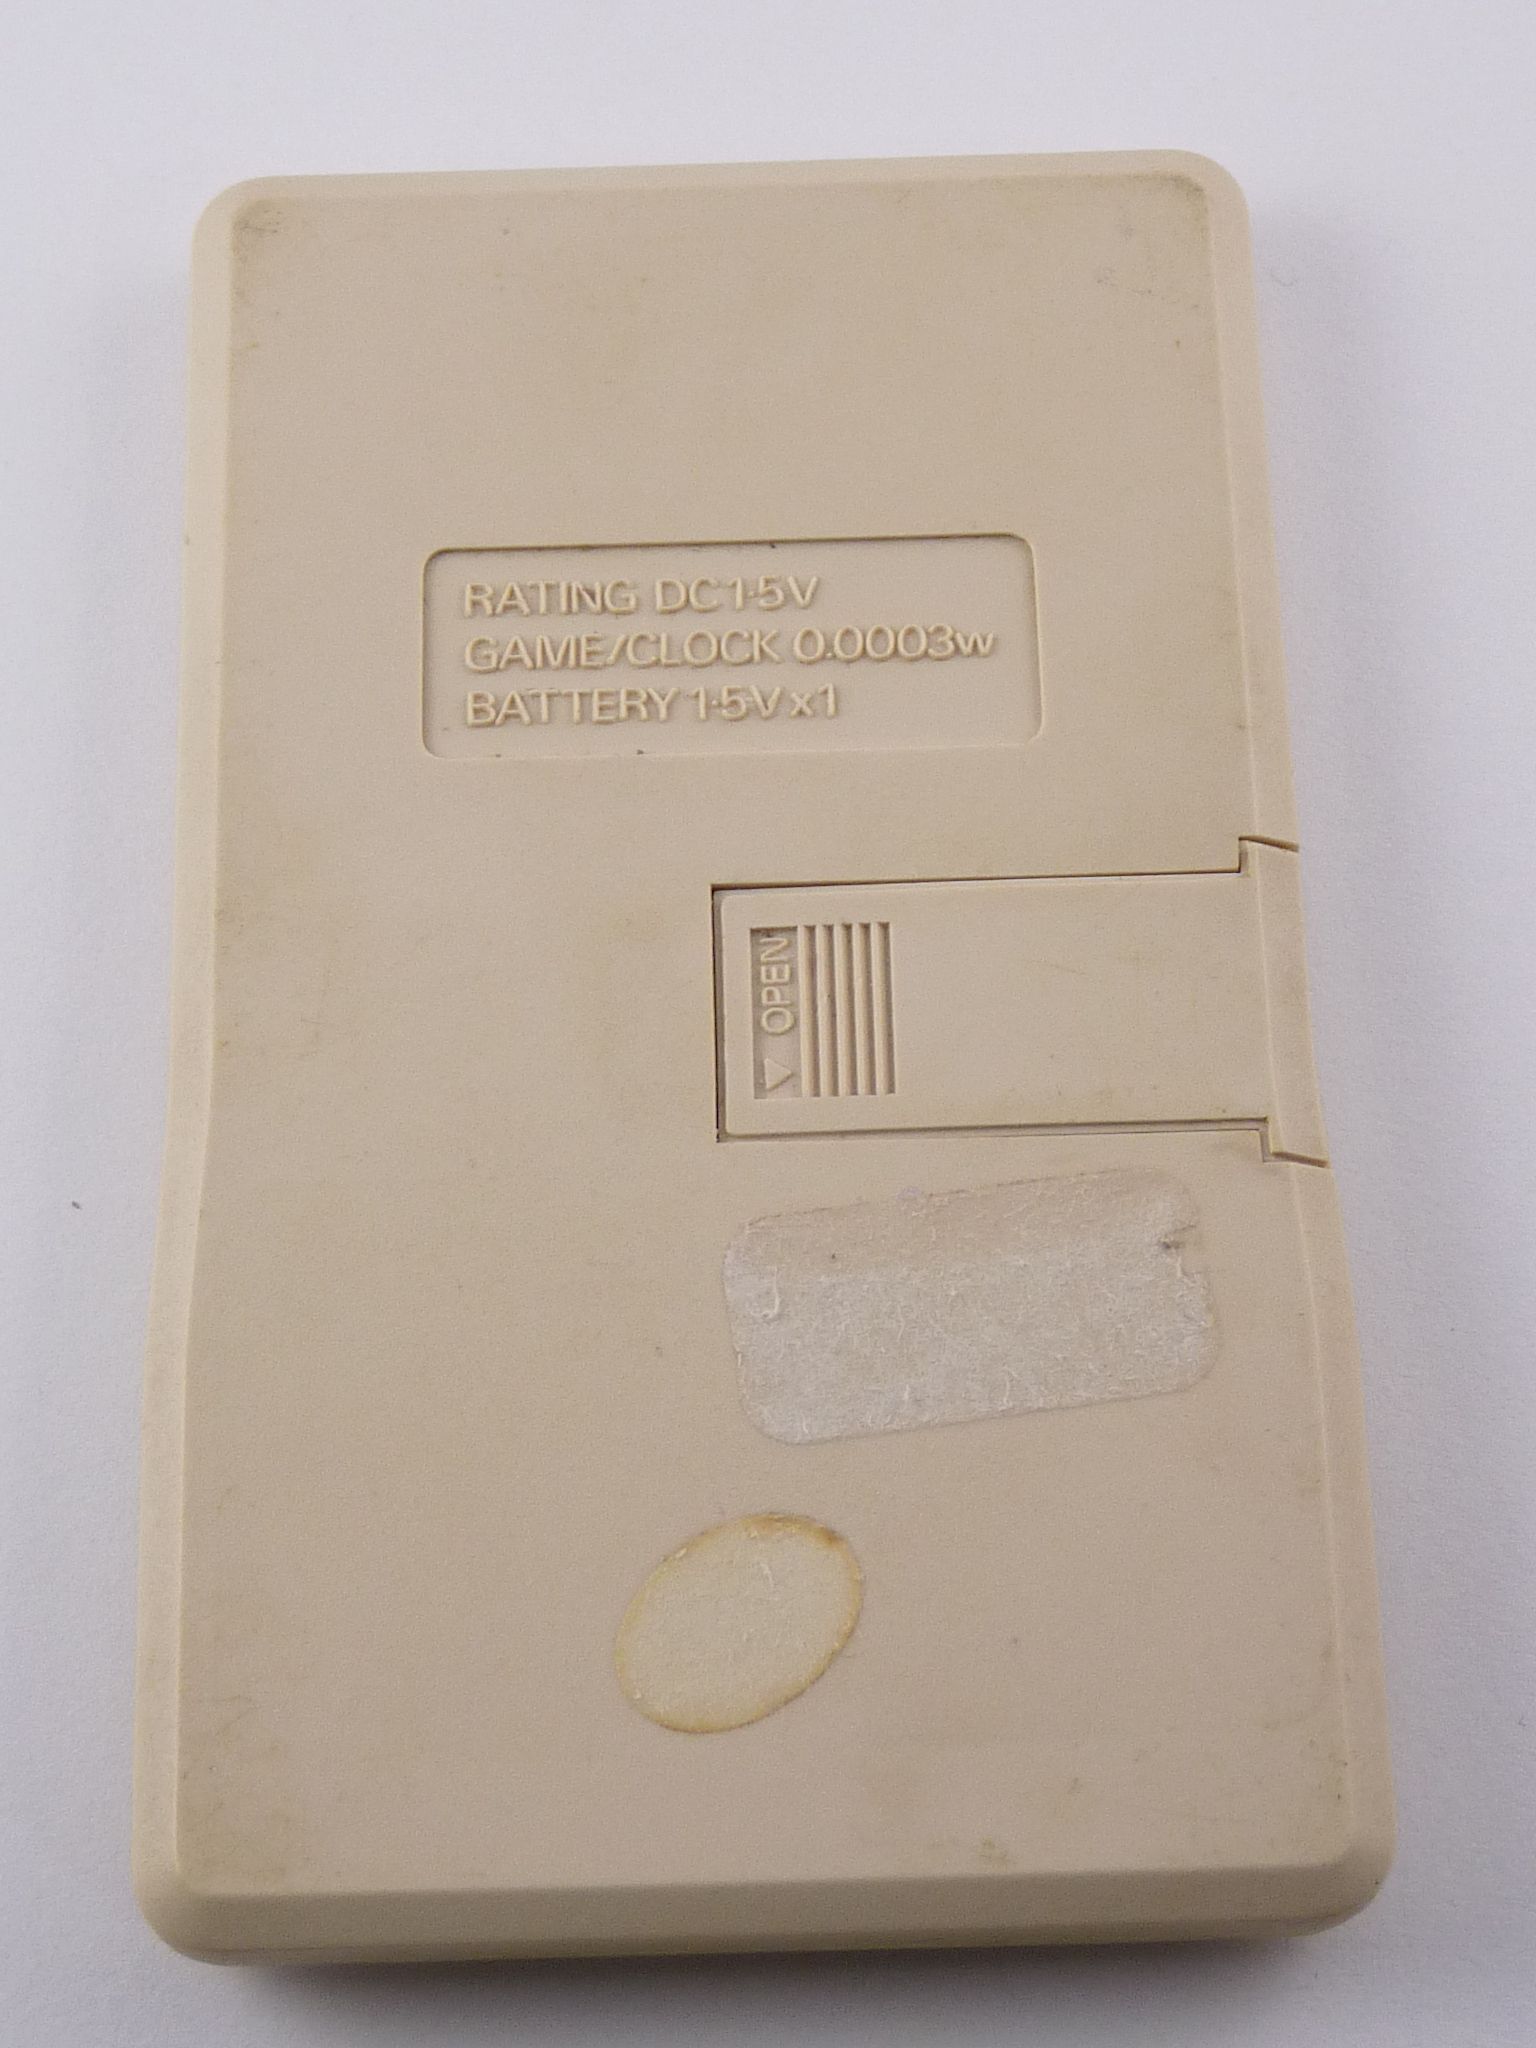 RATING DC1·5V
GAME/CLOCK 0.0003w
BATTERY 1·5V x1
OPEN